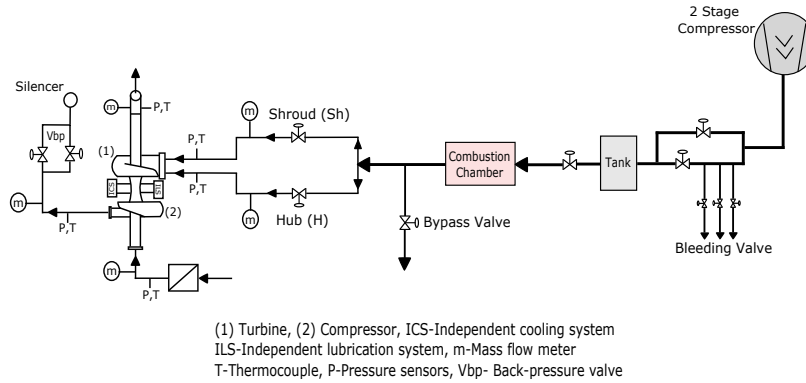 2 Stage
Compressor
Silencer
m
P,T
Vbp
Shroud (Sh)
m
P,T
(1)
ICS
ILS
Combustion
Chamber
Tank
P,T
m
(2)
m
Hub (H)
Bypass Valve
P,T
Bleeding Valve
m
P,T
(1) Turbine, (2) Compressor, ICS-Independent cooling system
ILS-Independent lubrication system, m-Mass flow meter
T-Thermocouple, P-Pressure sensors, Vbp- Back-pressure valve